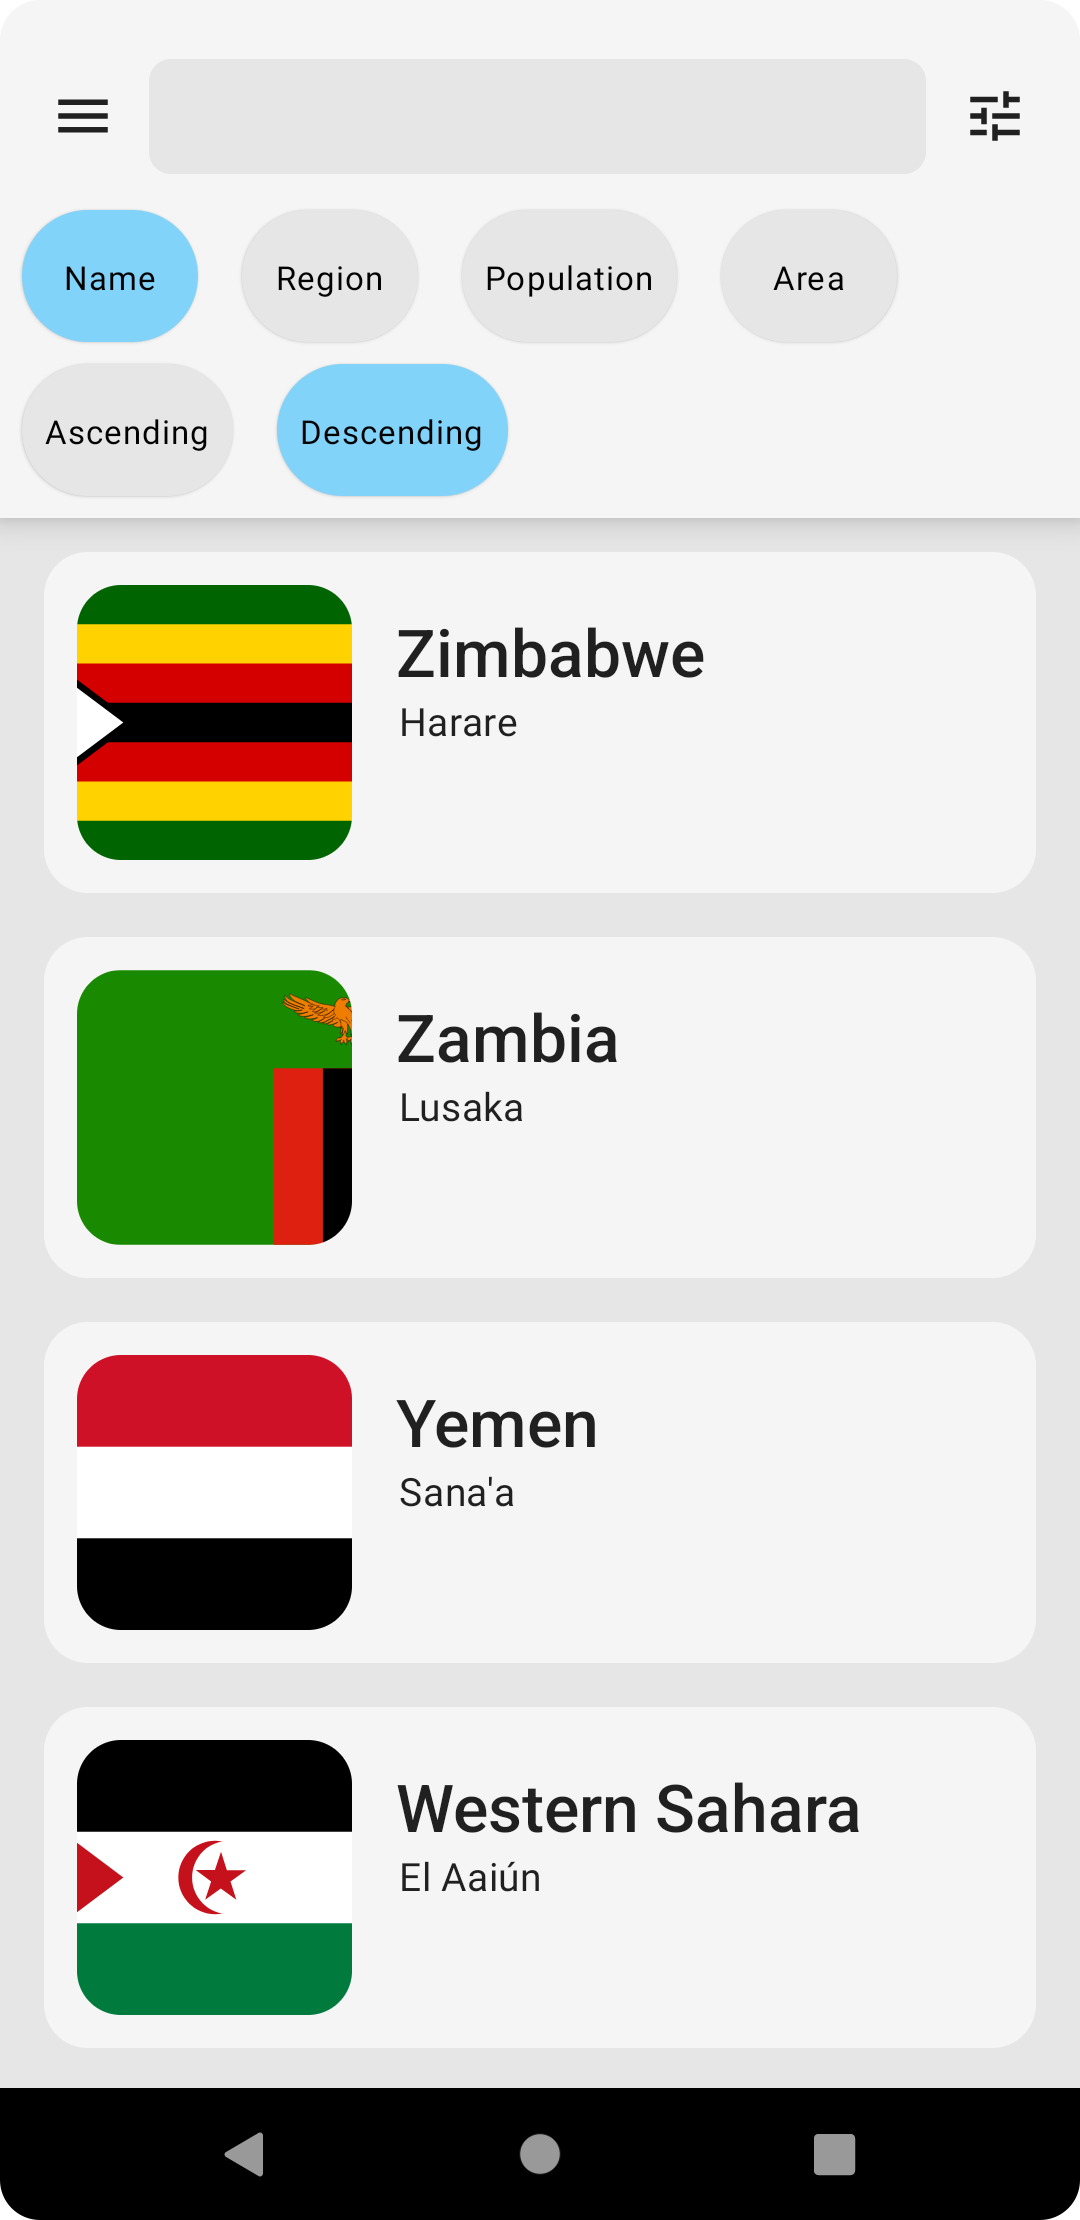 Name Region Population Area
Ascending Descending
Zimbabwe
Harare
Zambia
Lusaka
Yemen
Sana'a
Western Sahara
El Aaiún